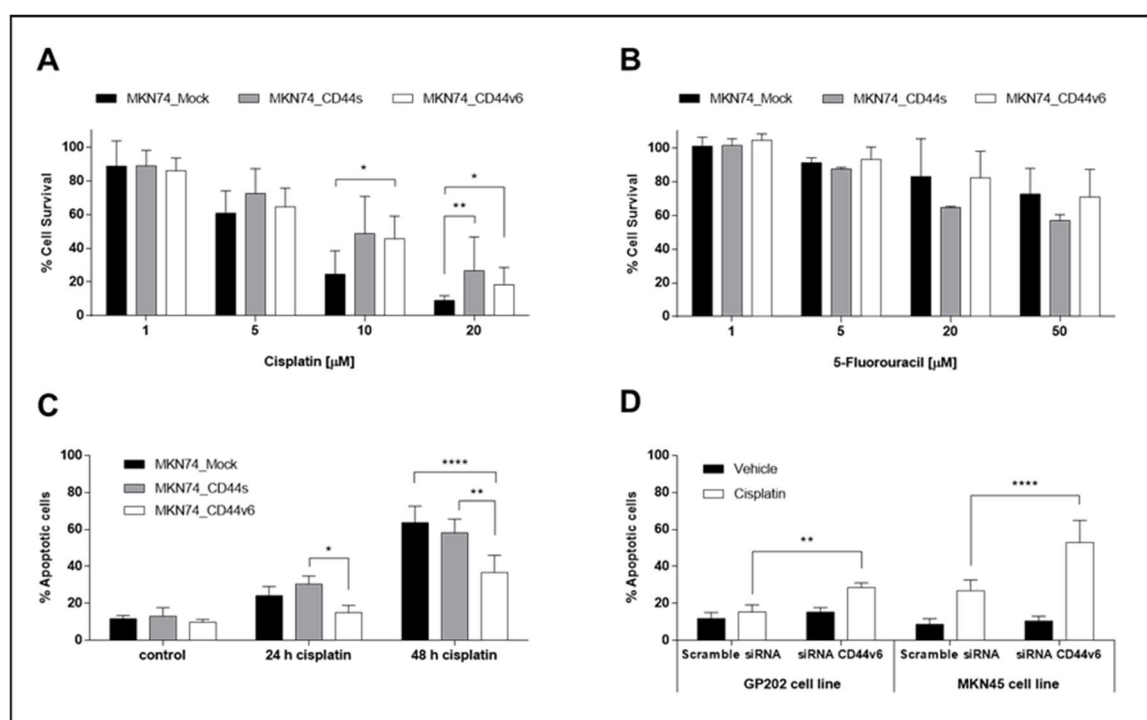 A
MKN74_Mock MKN74_CD44s MKN74_CD44v6
% Cell Survival
100
80
60
40
20
0
*
*
**
1 5 10 20
Cisplatin [µM]
B
MKN74_Mock MKN74_CD44s MKN74_CD44v6
% Cell Survival
100
80
60
40
20
0
1 5 20 50
5-Fluorouracil [µM]
C
MKN74_Mock
MKN74_CD44s
MKN74_CD44v6
% Apoptotic cells
100
80
60
40
20
0
****
**
*
control 24 h cisplatin 48 h cisplatin
D
Vehicle
Cisplatin
% Apoptotic cells
100
80
60
40
20
0
****
**
Scramble siRNA siRNA CD44v6 Scramble siRNA siRNA CD44v6
GP202 cell line MKN45 cell line